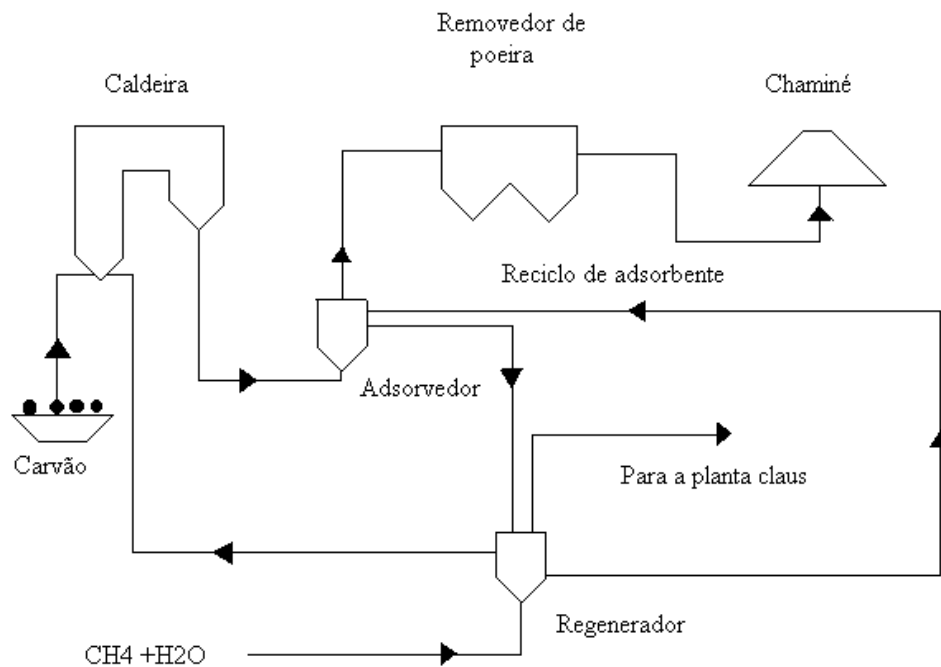 Removedor de
poeira
Caldeira
Chaminé
Reciclo de adsorbente
Adsorvedor
Carvão
Para a planta claus
Regenerador
CH4 +H2O